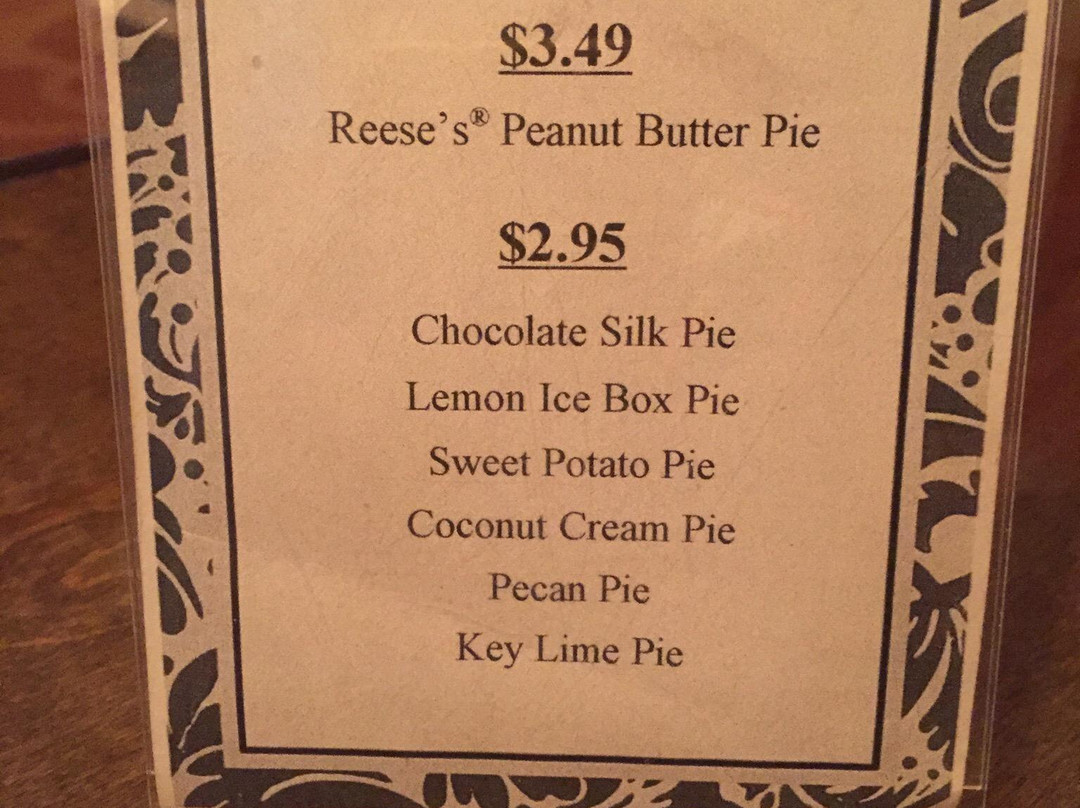 $3.49
Reese's® Peanut Butter Pie
$2.95
Chocolate Silk Pie
Lemon Ice Box Pie
Sweet Potato Pie
Coconut Cream Pie
Pecan Pie
Key Lime Pie